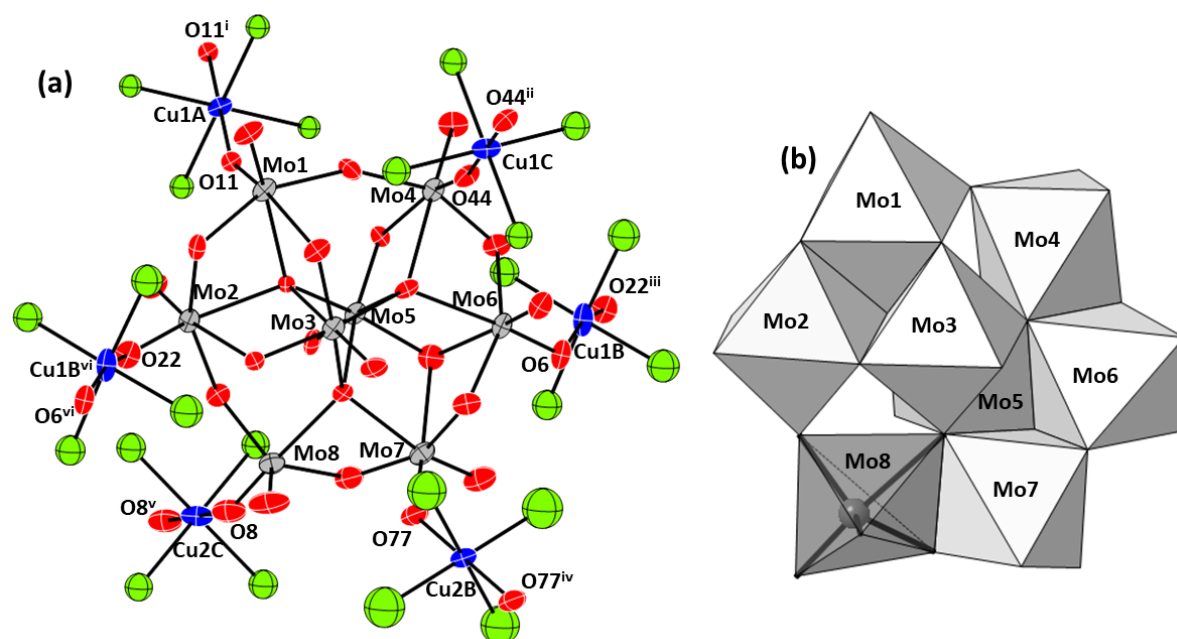 (a)
O11ⁱ
Cu1A
O11
Mo1
O44ⁱⁱ
Cu1C
Mo4
O44
Mo2
Mo3
Mo5
Mo6
O22ⁱⁱⁱ
Cu1B
O6
O22
Cu1Bᵛⁱ
O6ᵛⁱ
Mo8
Mo7
O8ᵛ
O8
Cu2C
O77
Cu2B
O77ⁱᵛ
(b)
Mo1
Mo4
Mo2
Mo3
Mo6
Mo5
Mo8
Mo7